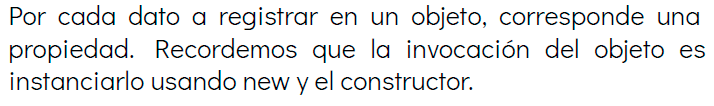 Por cada dato a registrar en un objeto, corresponde una
propiedad. Recordemos que la invocación del objeto es
instanciarlo usando new y el constructor.